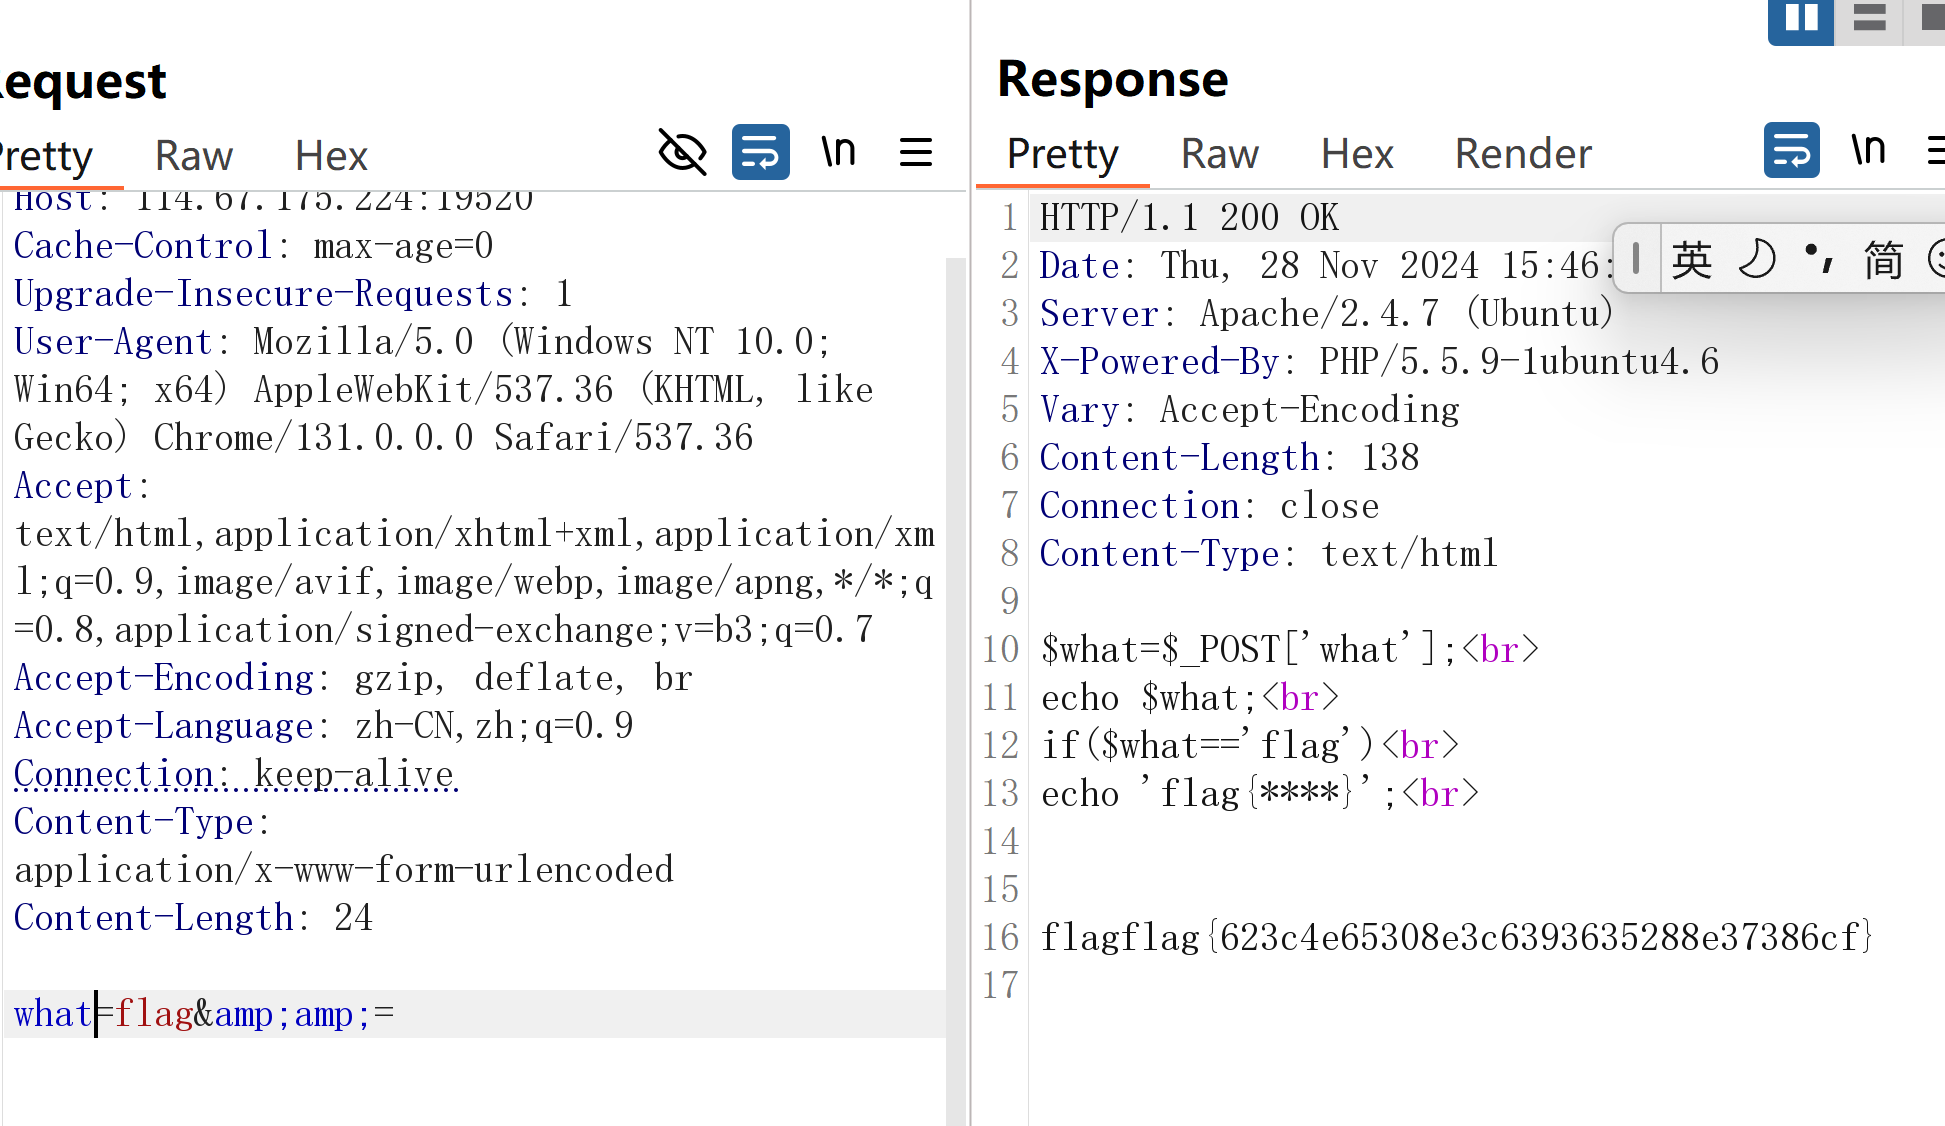 equest
Pretty Raw Hex \n
Host: 114.67.175.224:19520
Cache-Control: max-age=0
Upgrade-Insecure-Requests: 1
User-Agent: Mozilla/5.0 (Windows NT 10.0;
Win64; x64) AppleWebKit/537.36 (KHTML, like
Gecko) Chrome/131.0.0.0 Safari/537.36
Accept:
text/html,application/xhtml+xml,application/xm
l;q=0.9,image/avif,image/webp,image/apng,*/*;q
=0.8,application/signed-exchange;v=b3;q=0.7
Accept-Encoding: gzip, deflate, br
Accept-Language: zh-CN,zh;q=0.9
Connection: keep-alive
Content-Type:
application/x-www-form-urlencoded
Content-Length: 24
what=flag&amp;amp;=
Response
Pretty Raw Hex Render \n
1 HTTP/1.1 200 OK
2 Date: Thu, 28 Nov 2024 15:46:
英 简
3 Server: Apache/2.4.7 (Ubuntu)
4 X-Powered-By: PHP/5.5.9-1ubuntu4.6
5 Vary: Accept-Encoding
6 Content-Length: 138
7 Connection: close
8 Content-Type: text/html
9
10 $what=$_POST['what'];<br>
11 echo $what;<br>
12 if($what=='flag')<br>
13 echo 'flag{****}';<br>
14
15
16 flagflag{623c4e65308e3c6393635288e37386cf}
17